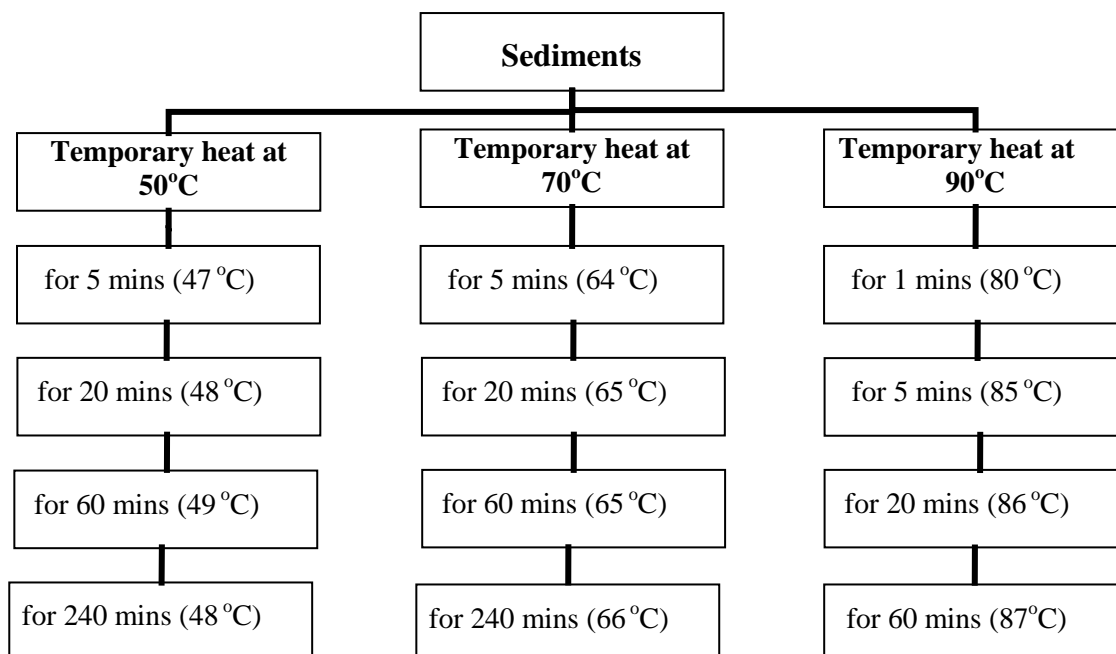 Sediments
Temporary heat at
50°C
for 5 mins (47 °C)
for 20 mins (48 °C)
for 60 mins (49 °C)
for 240 mins (48 °C)
Temporary heat at
70°C
for 5 mins (64 °C)
for 20 mins (65 °C)
for 60 mins (65 °C)
for 240 mins (66 °C)
Temporary heat at
90°C
for 1 mins (80 °C)
for 5 mins (85 °C)
for 20 mins (86 °C)
for 60 mins (87°C)